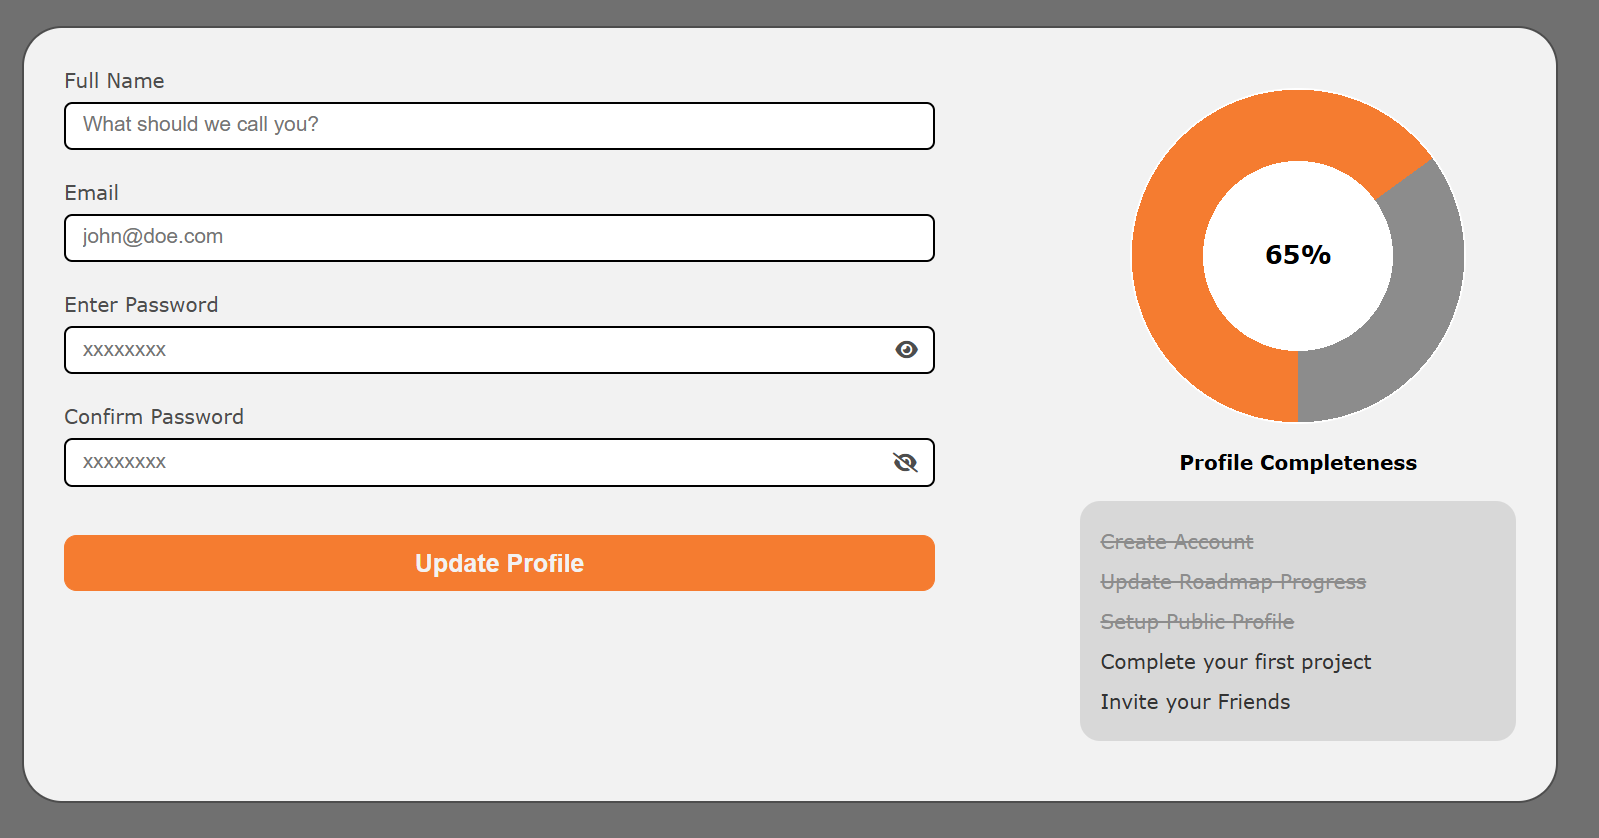 Full Name
What should we call you?
Email
john@doe.com
Enter Password
xxxxxxxx
Confirm Password
xxxxxxxx
Update Profile
65%
Profile Completeness
Create Account
Update Roadmap Progress
Setup Public Profile
Complete your first project
Invite your Friends